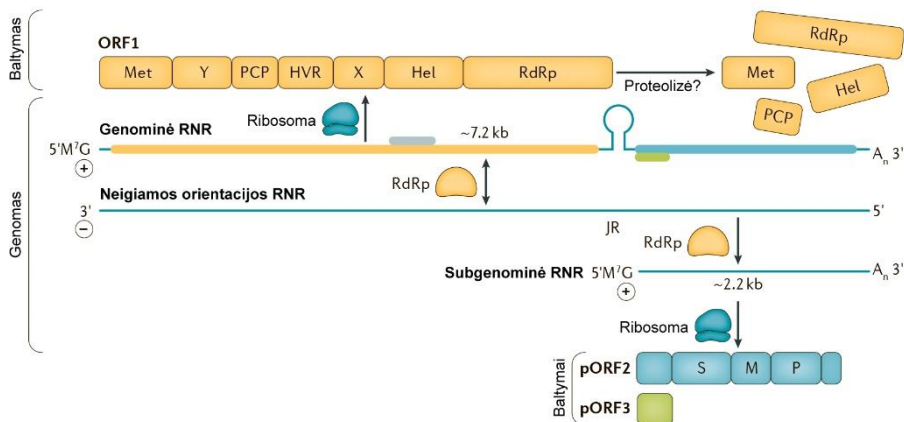 Baltymas
ORF1
Met Y PCP HVR X Hel RdRp
Proteolizė?
RdRp
Met
Hel
PCP
Genomas
Ribosoma
Genominė RNR
~7.2 kb
5'M⁷G
An 3'
+
RdRp
Neigiamos orientacijos RNR
3'
5'
−
JR
RdRp
Subgenominė RNR 5'M⁷G
An 3'
+
~2.2 kb
Ribosoma
Baltymai
pORF2 S M P
pORF3